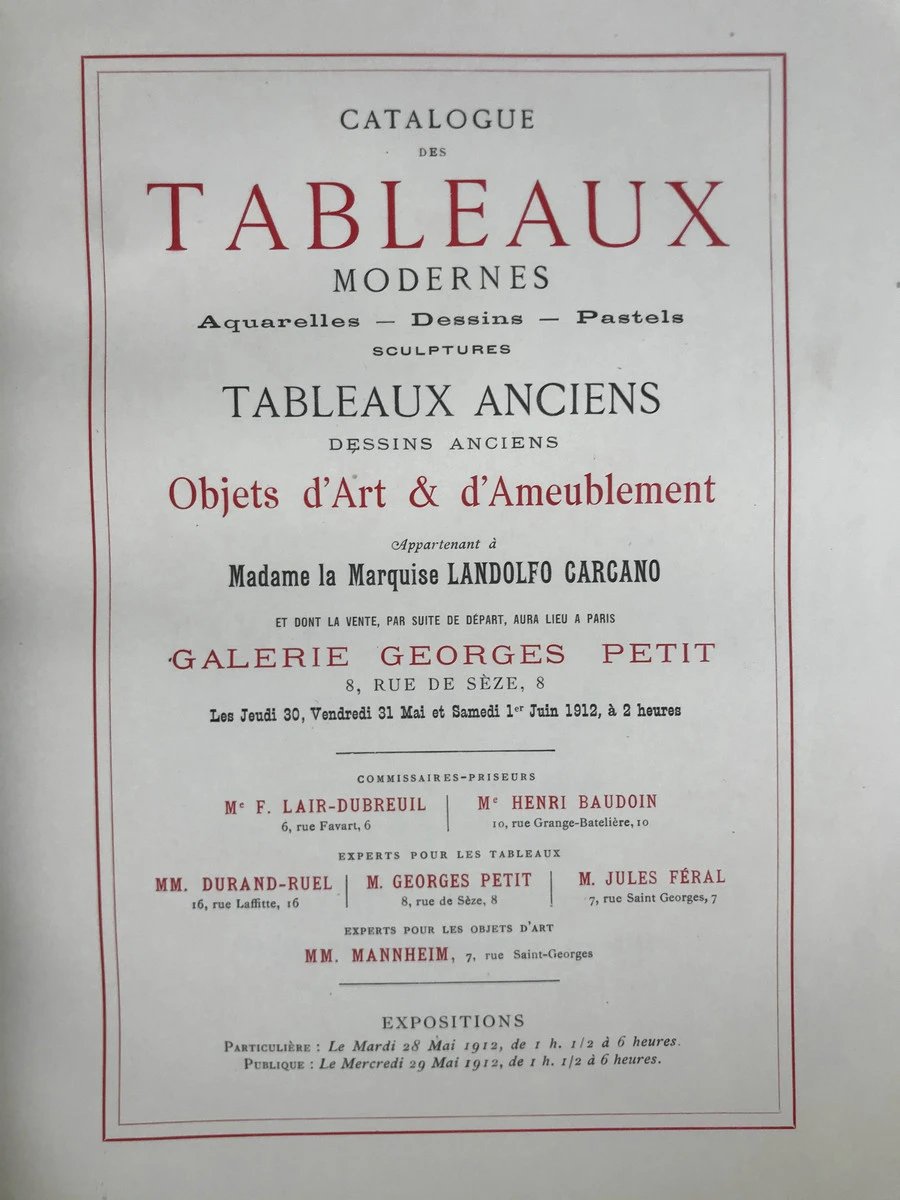 CATALOGUE
DES
TABLEAUX
MODERNES
Aquarelles — Dessins — Pastels
SCULPTURES
TABLEAUX ANCIENS
DESSINS ANCIENS
Objets d'Art & d'Ameublement
Appartenant à
Madame la Marquise LANDOLFO CARCANO
ET DONT LA VENTE, PAR SUITE DE DÉPART, AURA LIEU A PARIS
GALERIE GEORGES PETIT
8, RUE DE SÈZE, 8
Les Jeudi 30, Vendredi 31 Mai et Samedi 1er Juin 1912, à 2 heures
COMMISSAIRES-PRISEURS
Me F. LAIR-DUBREUIL
6, rue Favart, 6
Me HENRI BAUDOIN
10, rue Grange-Batelière, 10
EXPERTS POUR LES TABLEAUX
MM. DURAND-RUEL
16, rue Laffitte, 16
M. GEORGES PETIT
8, rue de Sèze, 8
M. JULES FÉRAL
7, rue Saint Georges, 7
EXPERTS POUR LES OBJETS D'ART
MM. MANNHEIM, 7, rue Saint-Georges
EXPOSITIONS
PARTICULIÈRE : Le Mardi 28 Mai 1912, de 1 h. 1/2 à 6 heures.
PUBLIQUE : Le Mercredi 29 Mai 1912, de 1 h. 1/2 à 6 heures.